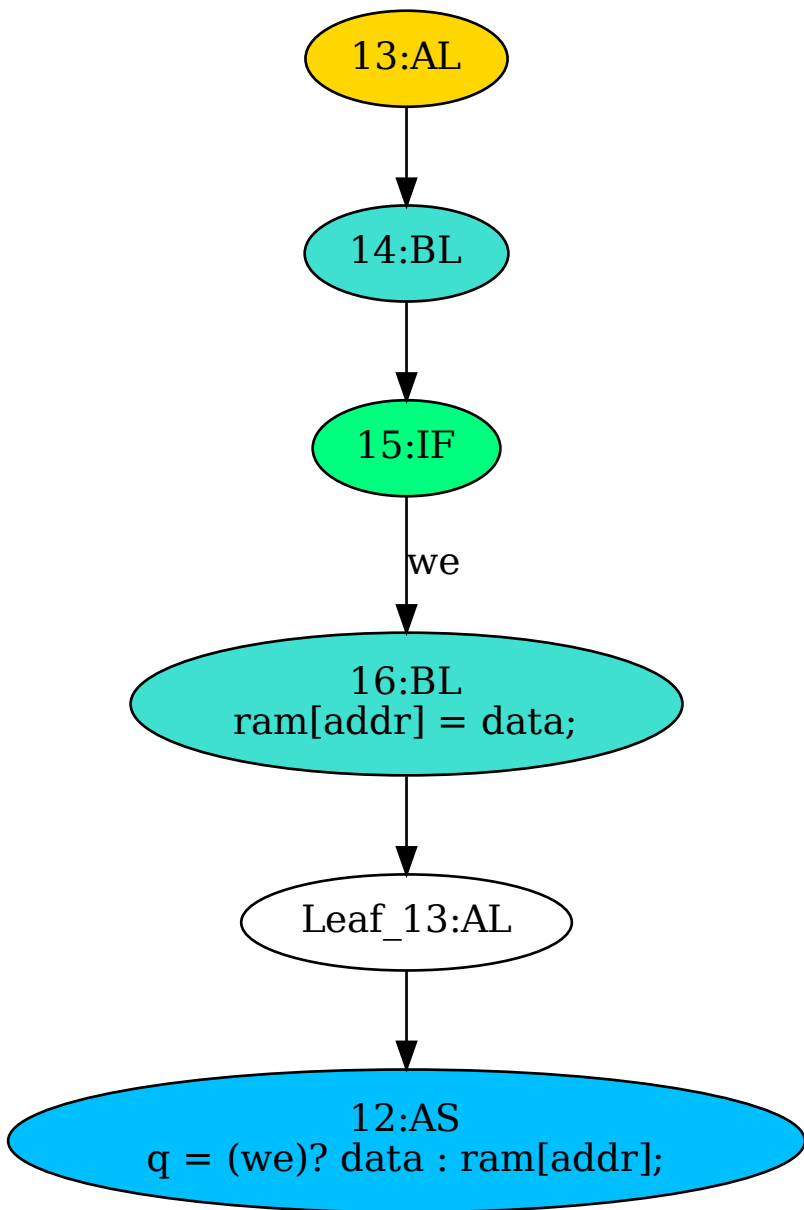 13:AL
14:BL
15:IF
we
16:BL
ram[addr] = data;
Leaf_13:AL
12:AS
q = (we)? data : ram[addr];